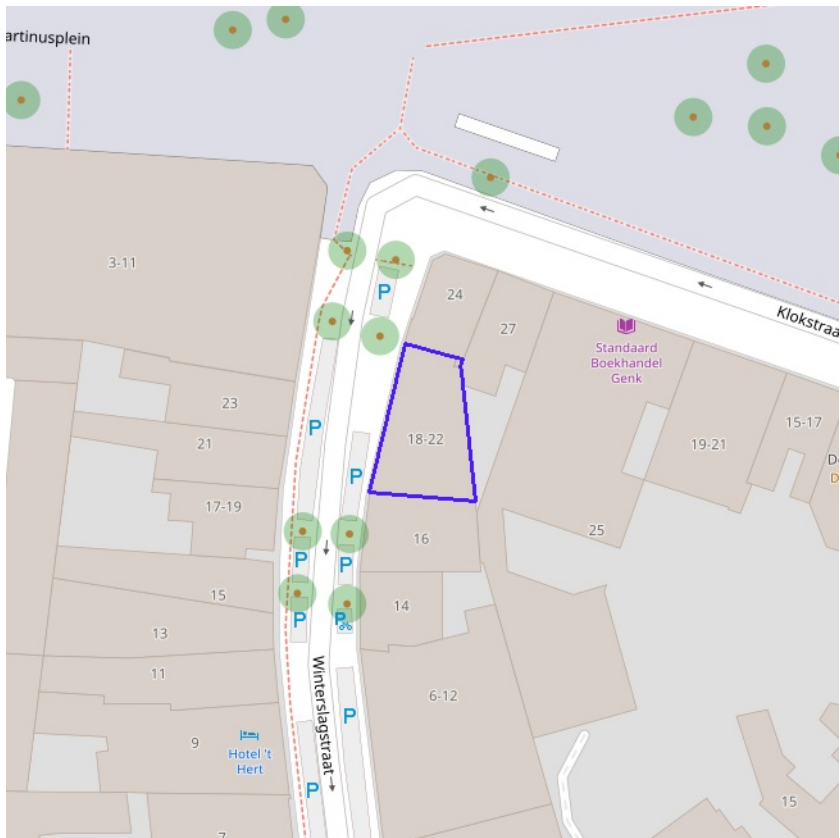 artinusplein
3-11
24
27
P
Klokstraa
Standaard
Boekhandel
Genk
23
P
18-22
19-21
15-17
D
D
21
P
17-19
16
25
P
P
15
14
P
P
13
11
6-12
P
Winterslagstraat
9
Hotel 't
Hert
P
15
7